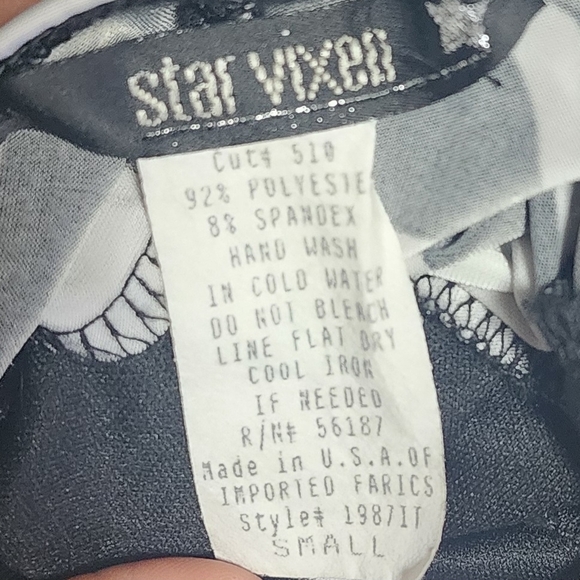 star vixen
Cut# 510
92% POLYESTE
8% SPANDEX
HAND WASH
IN COLD WATER
DO NOT BLEACH
LINE FLAT DRY
COOL IRON
IF NEEDED
R/N# 56187
Made in U.S.A.OF
IMPORTED FARICS
Style# 1987IT
SMALL